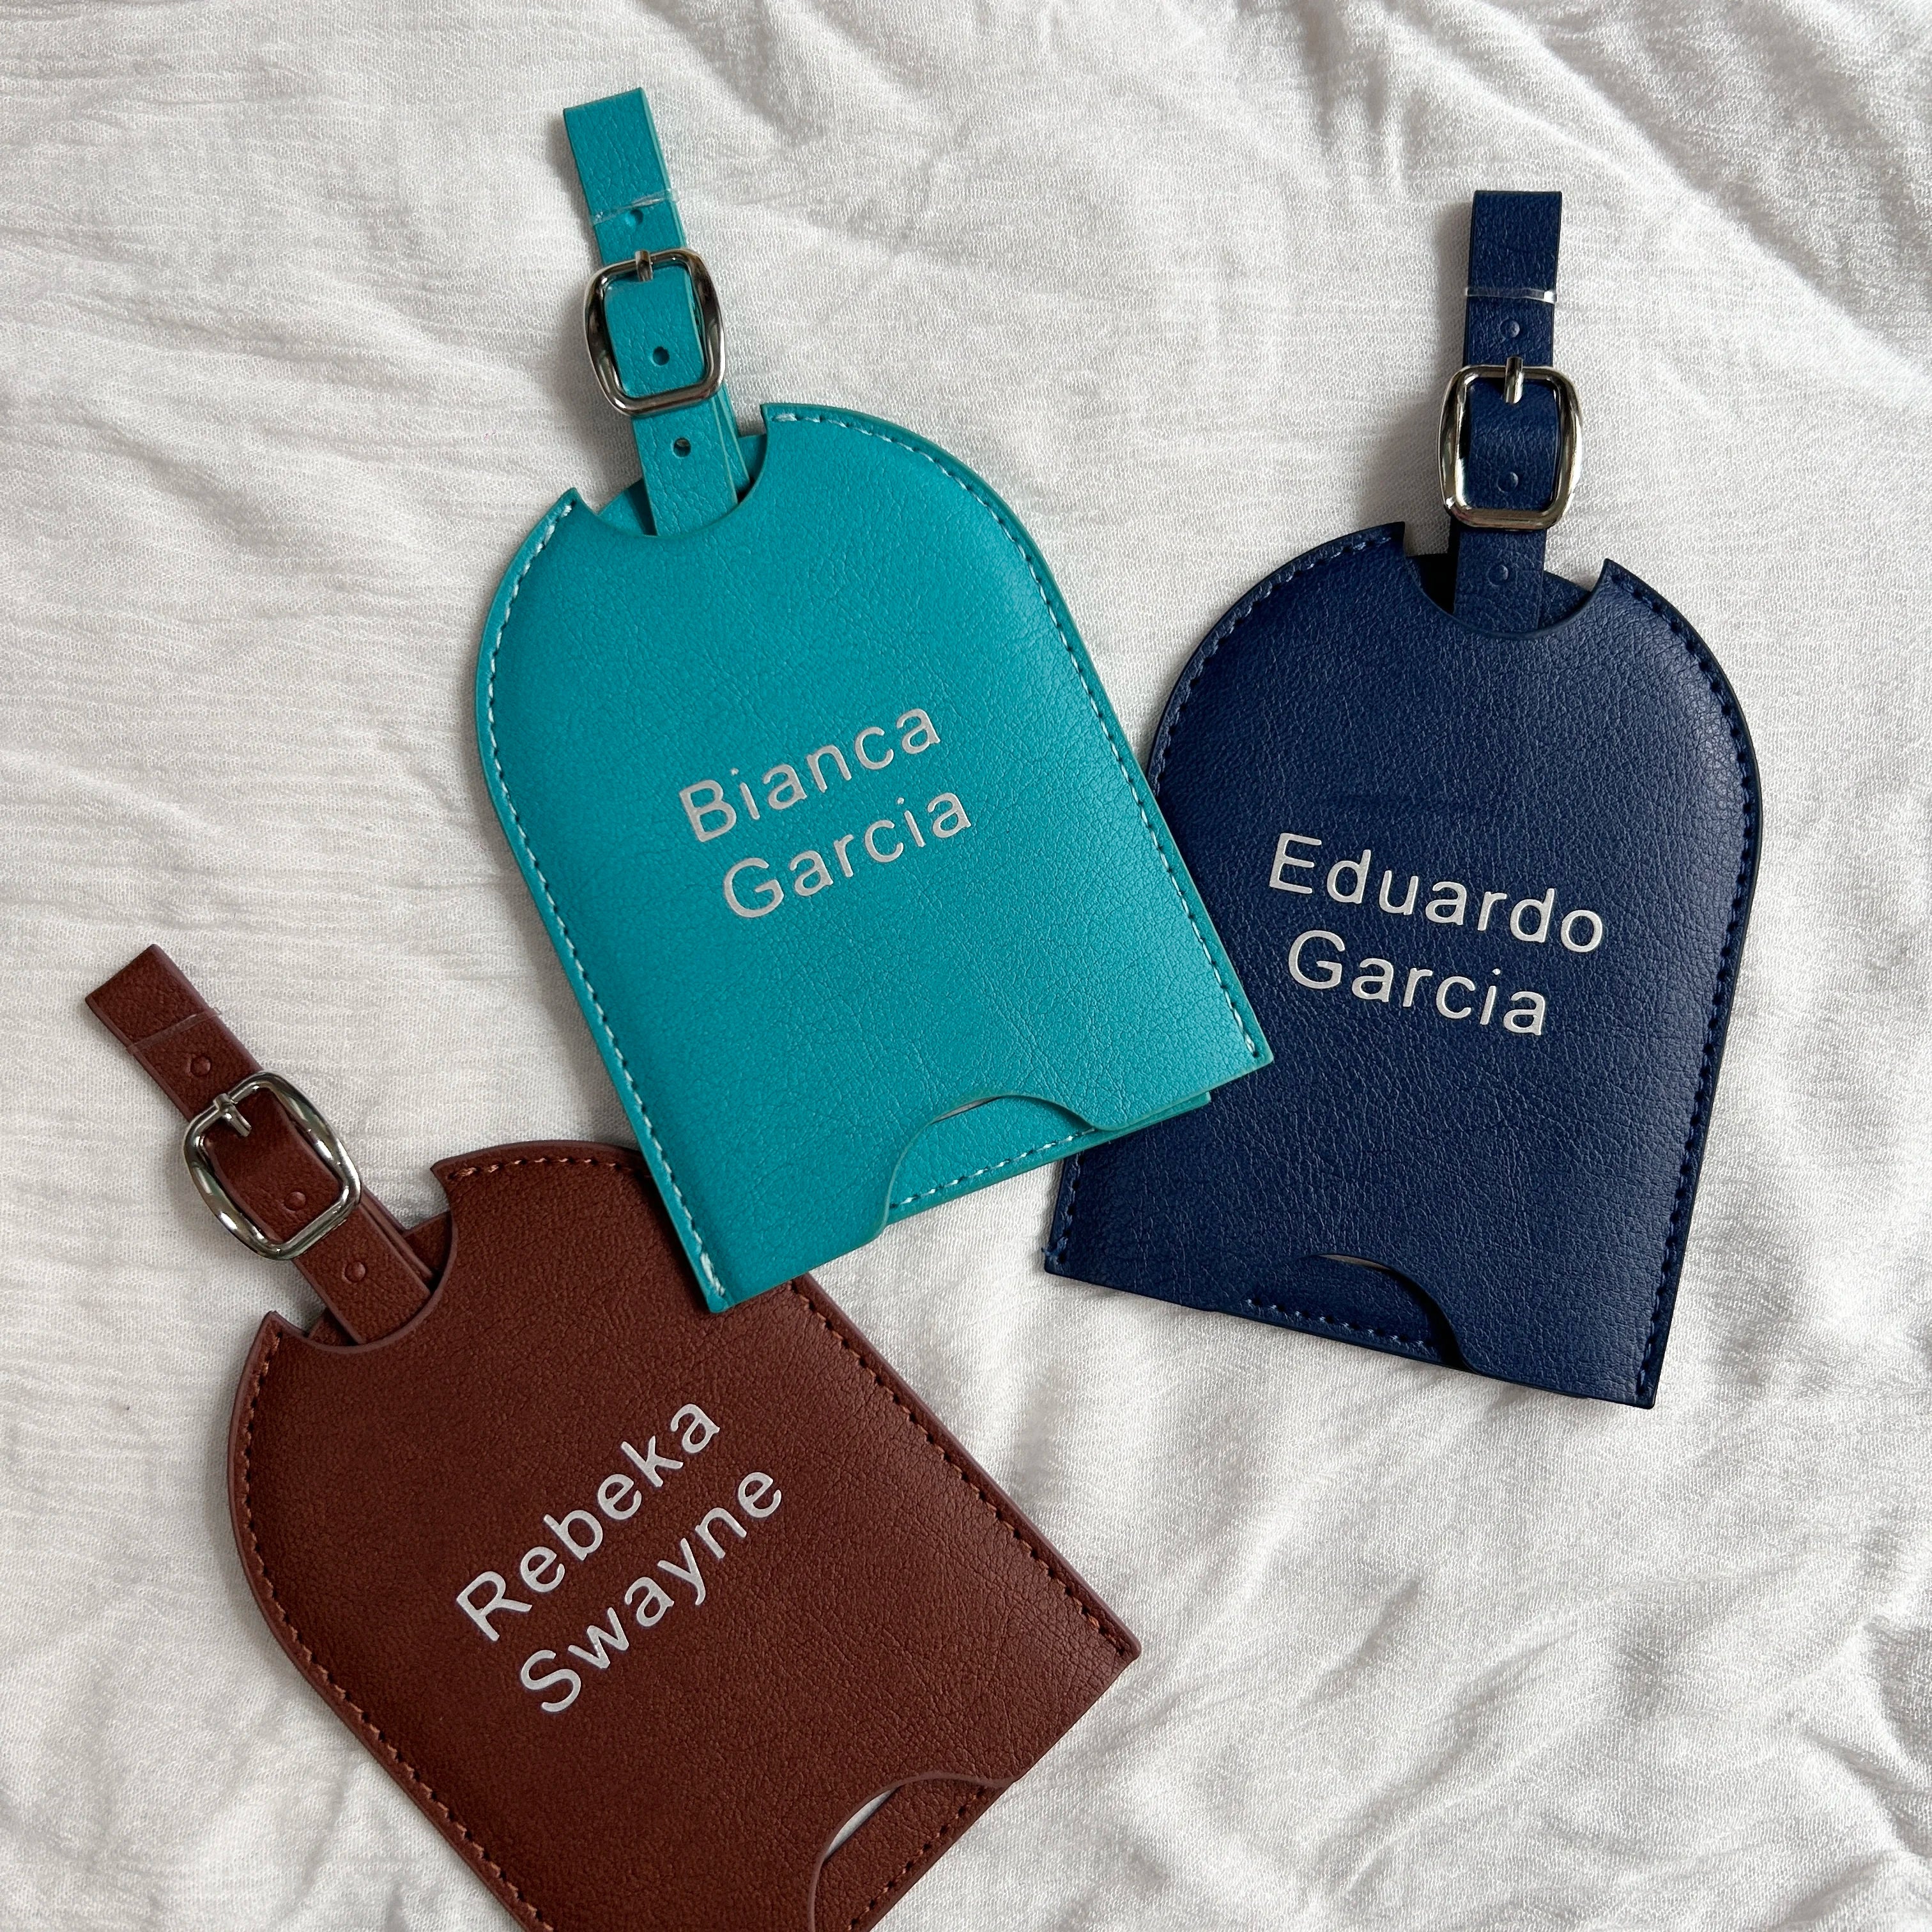 Bianca
Garcia
Eduardo
Garcia
Rebeka
Swayne